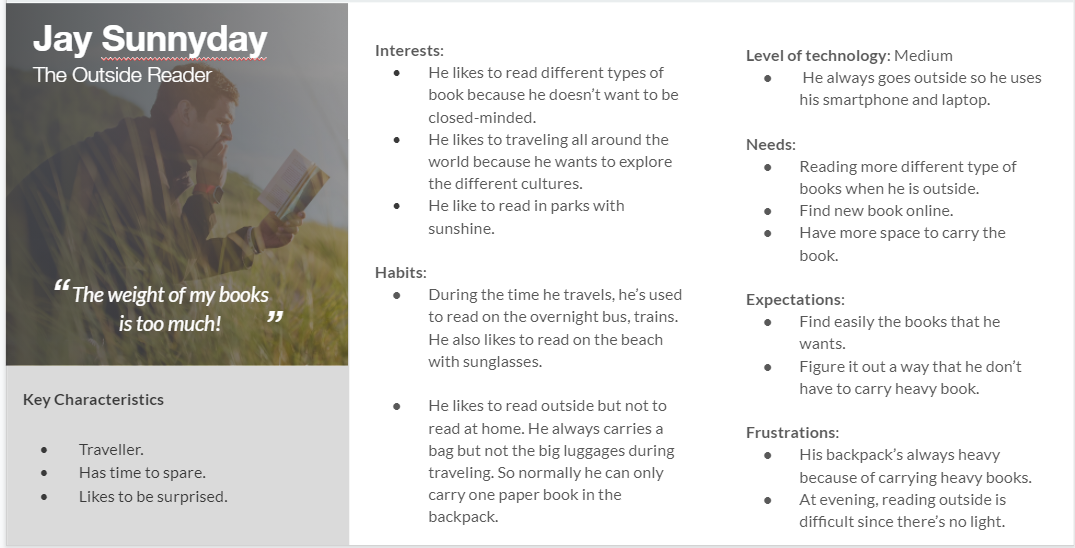 Jay Sunnyday
The Outside Reader
“ The weight of my books
is too much! ”
Key Characteristics
● Traveller.
● Has time to spare.
● Likes to be surprised.
Interests:
● He likes to read different types of
book because he doesn’t want to be
closed-minded.
● He likes to traveling all around the
world because he wants to explore
the different cultures.
● He like to read in parks with
sunshine.
Habits:
● During the time he travels, he’s used
to read on the overnight bus, trains.
He also likes to read on the beach
with sunglasses.
● He likes to read outside but not to
read at home. He always carries a
bag but not the big luggages during
traveling. So normally he can only
carry one paper book in the
backpack.
Level of technology: Medium
● He always goes outside so he uses
his smartphone and laptop.
Needs:
● Reading more different type of
books when he is outside.
● Find new book online.
● Have more space to carry the
book.
Expectations:
● Find easily the books that he
wants.
● Figure it out a way that he don’t
have to carry heavy book.
Frustrations:
● His backpack’s always heavy
because of carrying heavy books.
● At evening, reading outside is
difficult since there’s no light.